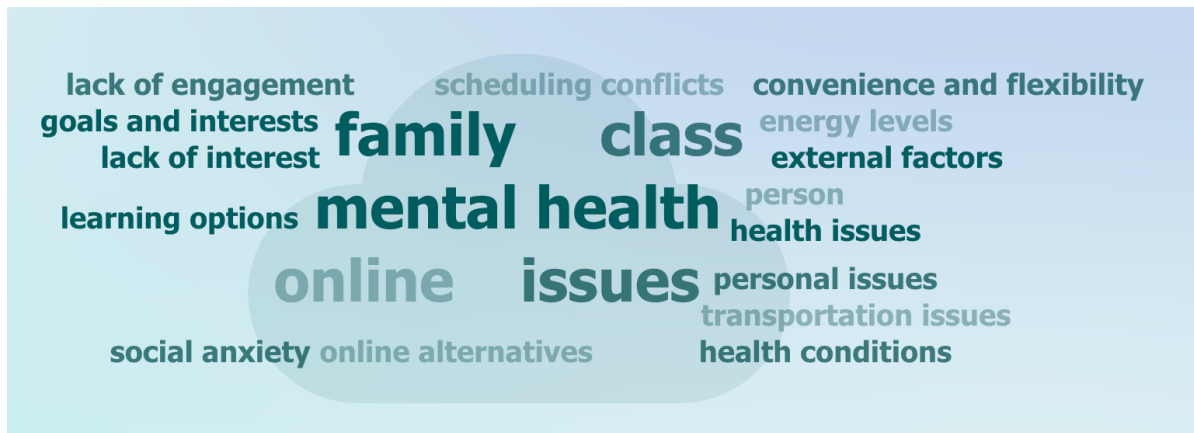 lack of engagement scheduling conflicts convenience and flexibility
goals and interests family class energy levels
lack of interest external factors
person
learning options mental health health issues
online issues personal issues
transportation issues
social anxiety online alternatives health conditions